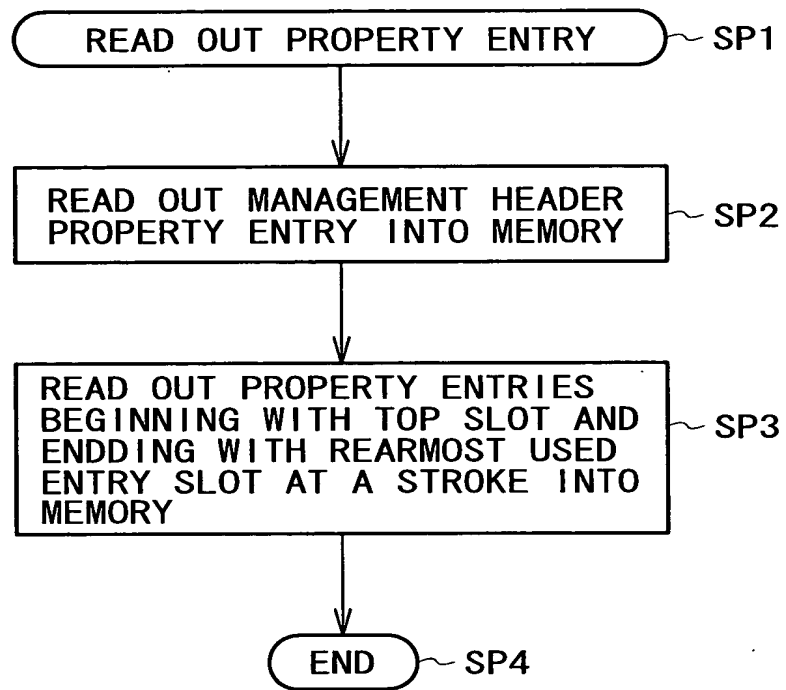 READ OUT PROPERTY ENTRY
SP1
READ OUT MANAGEMENT HEADER
PROPERTY ENTRY INTO MEMORY
SP2
READ OUT PROPERTY ENTRIES
BEGINNING WITH TOP SLOT AND
ENDDING WITH REARMOST USED
ENTRY SLOT AT A STROKE INTO
MEMORY
SP3
END
SP4